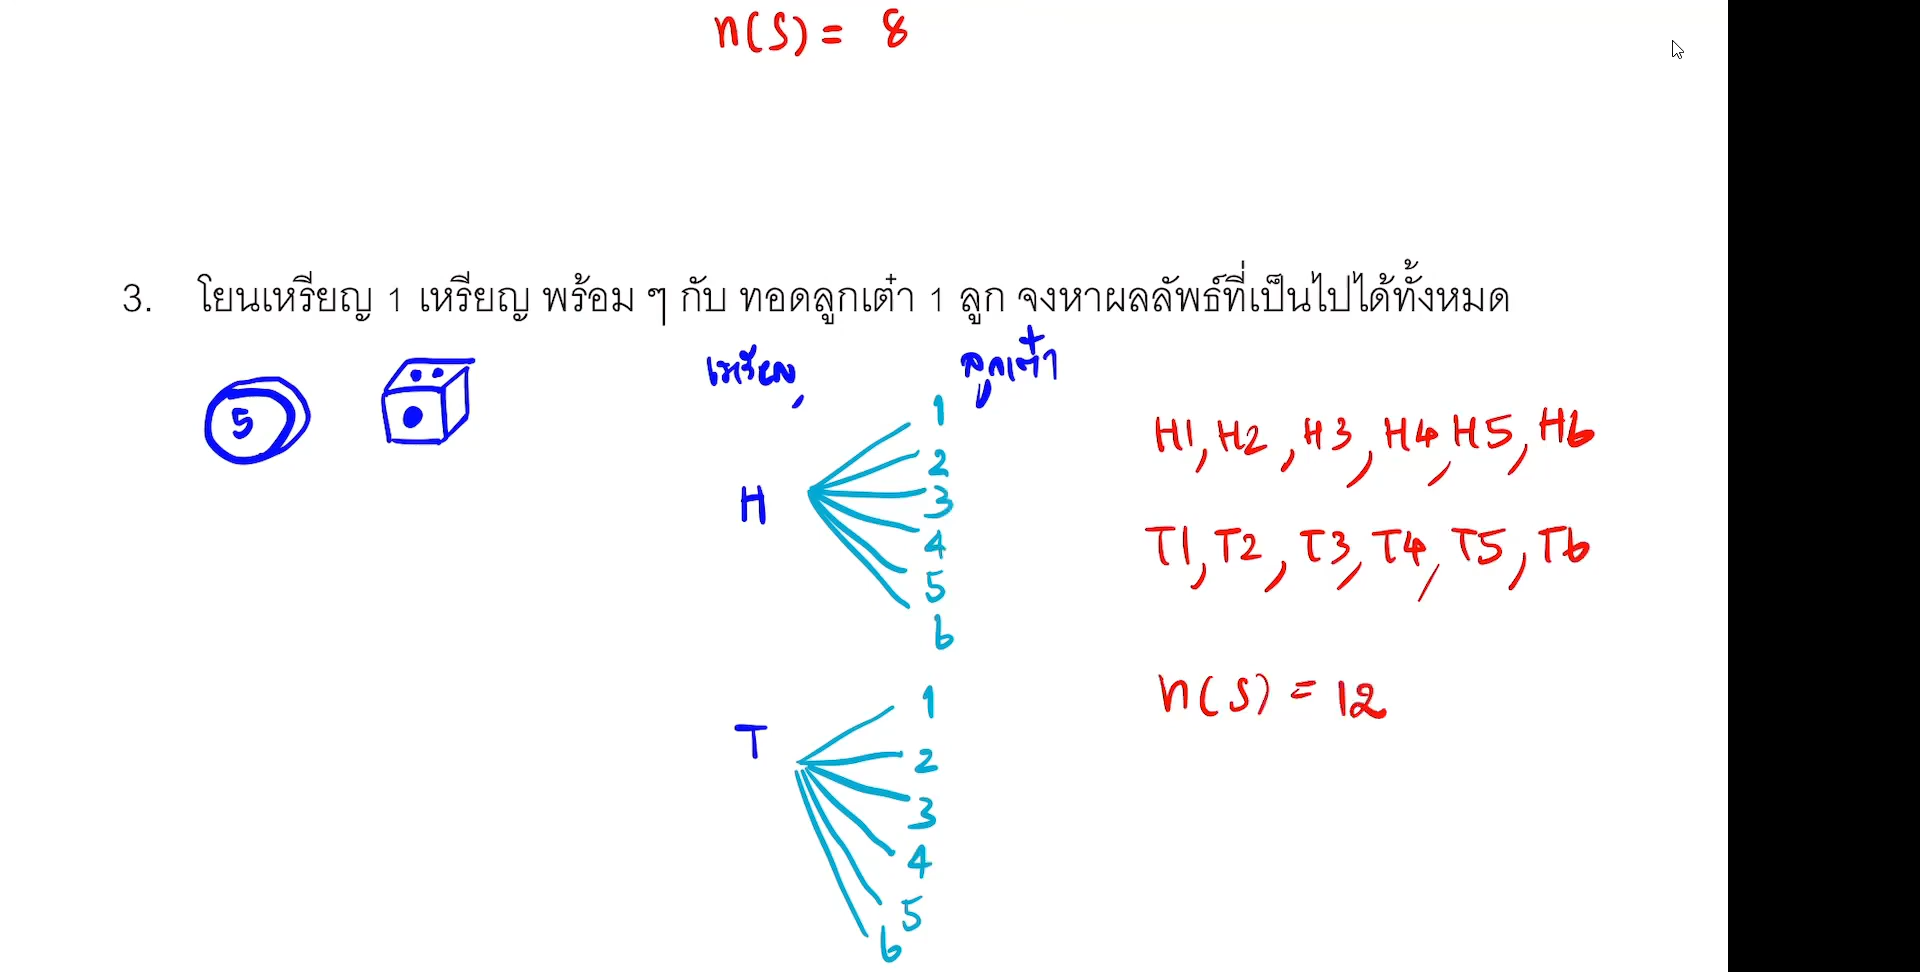 n(S) = 8
3. โยนเหรียญ 1 เหรียญ พร้อม ๆ กับ ทอดลูกเต๋า 1 ลูก จงหาผลลัพธ์ที่เป็นไปได้ทั้งหมด
5
เหรียญ ลูกเต๋า
H
1
2
3
4
5
6
T
1
2
3
4
5
6
H1, H2, H3, H4, H5, H6
T1, T2, T3, T4, T5, T6
n(S) = 12